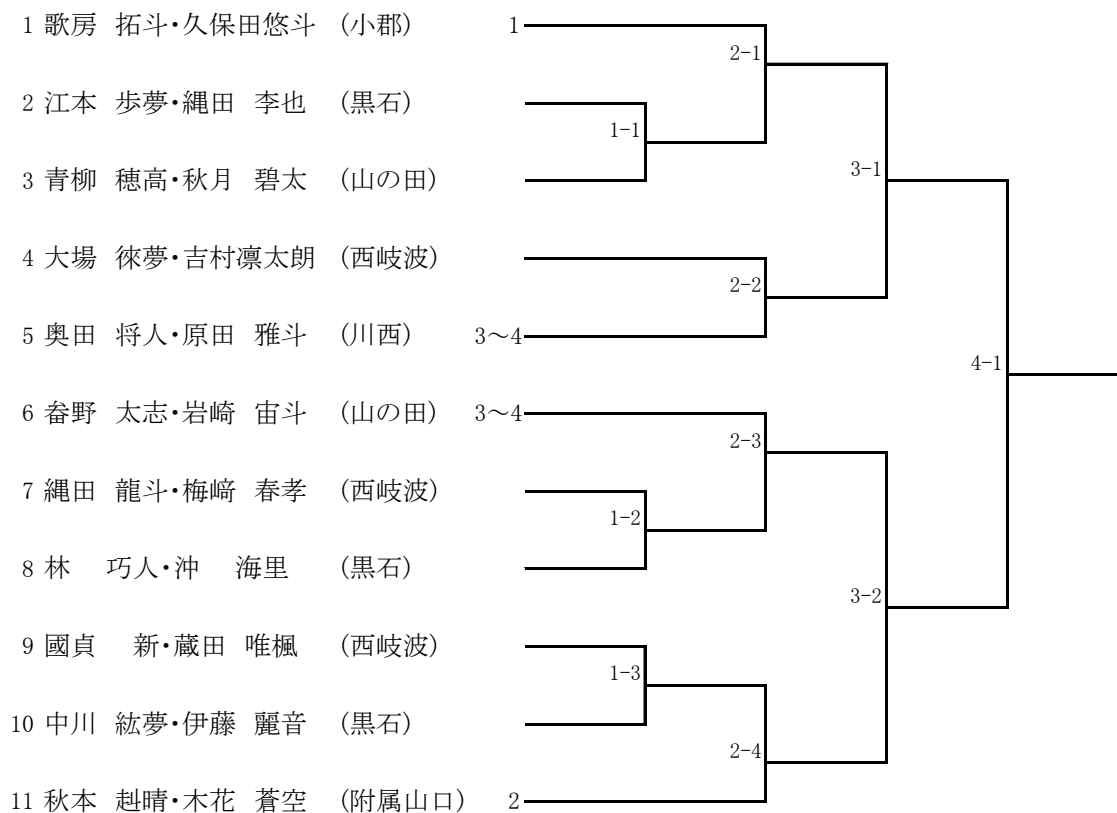 1 歌房 拓斗・久保田悠斗 (小郡) 1
2-1
2 江本 歩夢・縄田 李也 (黒石)
1-1
3 青柳 穂高・秋月 碧太 (山の田)
3-1
4 大場 徠夢・吉村凛太朗 (西岐波)
2-2
5 奥田 将人・原田 雅斗 (川西) 3～4
4-1
6 畚野 太志・岩崎 宙斗 (山の田) 3～4
2-3
7 縄田 龍斗・梅﨑 春孝 (西岐波)
1-2
8 林 巧人・沖 海里 (黒石)
3-2
9 國貞 新・蔵田 唯楓 (西岐波)
1-3
10 中川 紘夢・伊藤 麗音 (黒石)
2-4
11 秋本 赳晴・木花 蒼空 (附属山口) 2